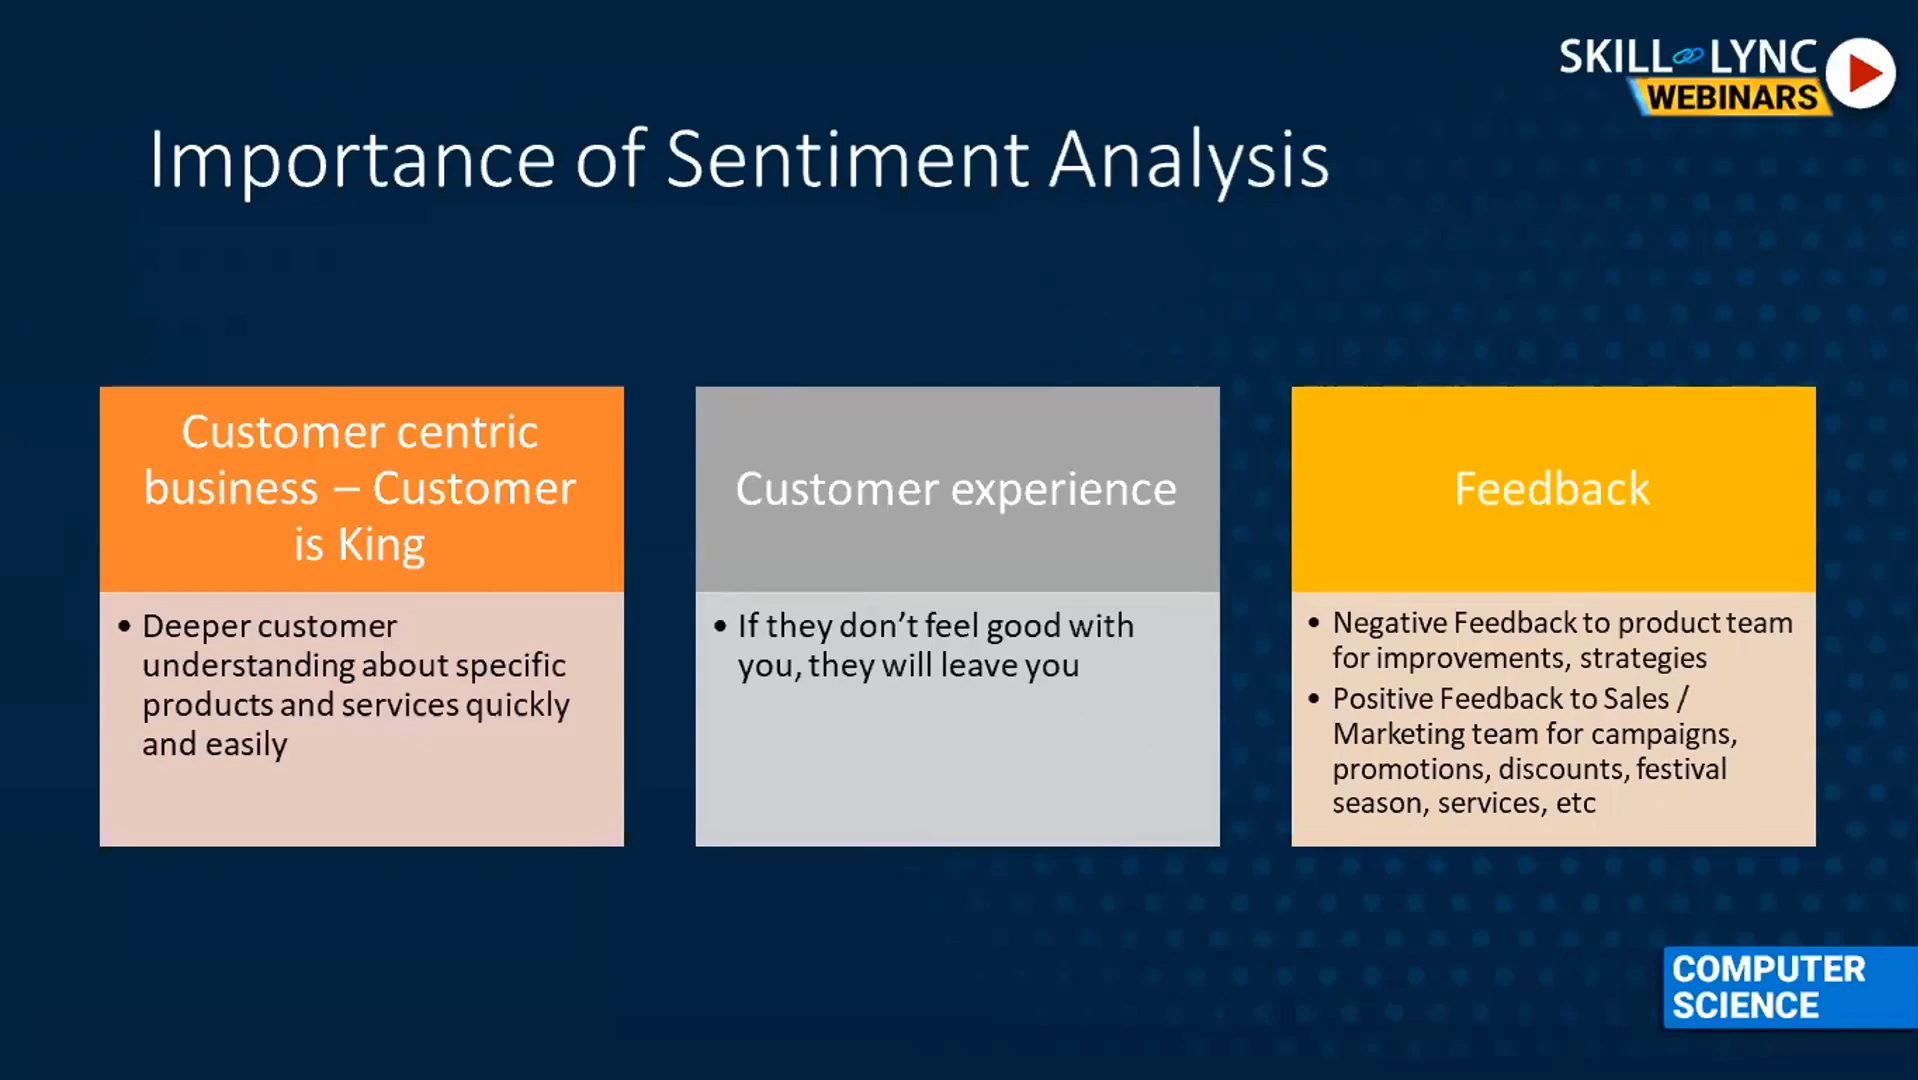 SKILL LYNC
WEBINARS
Importance of Sentiment Analysis
Customer centric
business – Customer
is King
• Deeper customer
understanding about specific
products and services quickly
and easily
Customer experience
• If they don’t feel good with
you, they will leave you
Feedback
• Negative Feedback to product team
for improvements, strategies
• Positive Feedback to Sales /
Marketing team for campaigns,
promotions, discounts, festival
season, services, etc
COMPUTER
SCIENCE